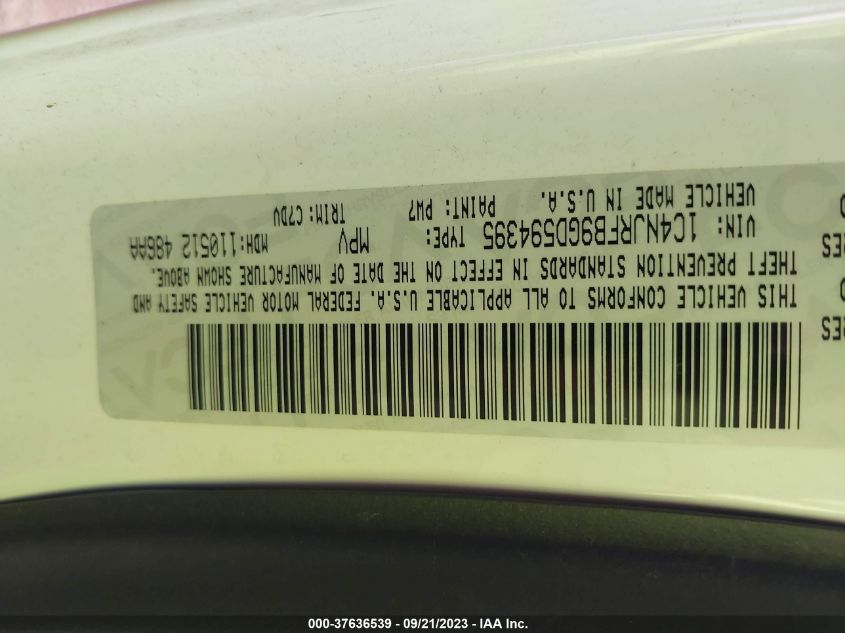 THIS VEHICLE CONFORMS TO ALL APPLICABLE U.S.A. FEDERAL MOTOR VEHICLE SAFETY AND
THEFT PREVENTION STANDARDS IN EFFECT ON THE DATE OF MANUFACTURE SHOWN ABOVE.
VIN: 1C4NJRFB9GD594395 TYPE: MPV MDH:110512 486AA
VEHICLE MADE IN U.S.A. PAINT: PW7 TRIM: C7DV
000-37636539 - 09/21/2023 - IAA Inc.